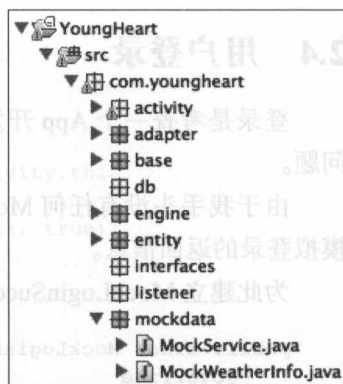 YoungHeart
src
com.youngheart
activity
adapter
base
db
engine
entity
interfaces
listener
mockdata
MockService.java
MockWeatherInfo.java